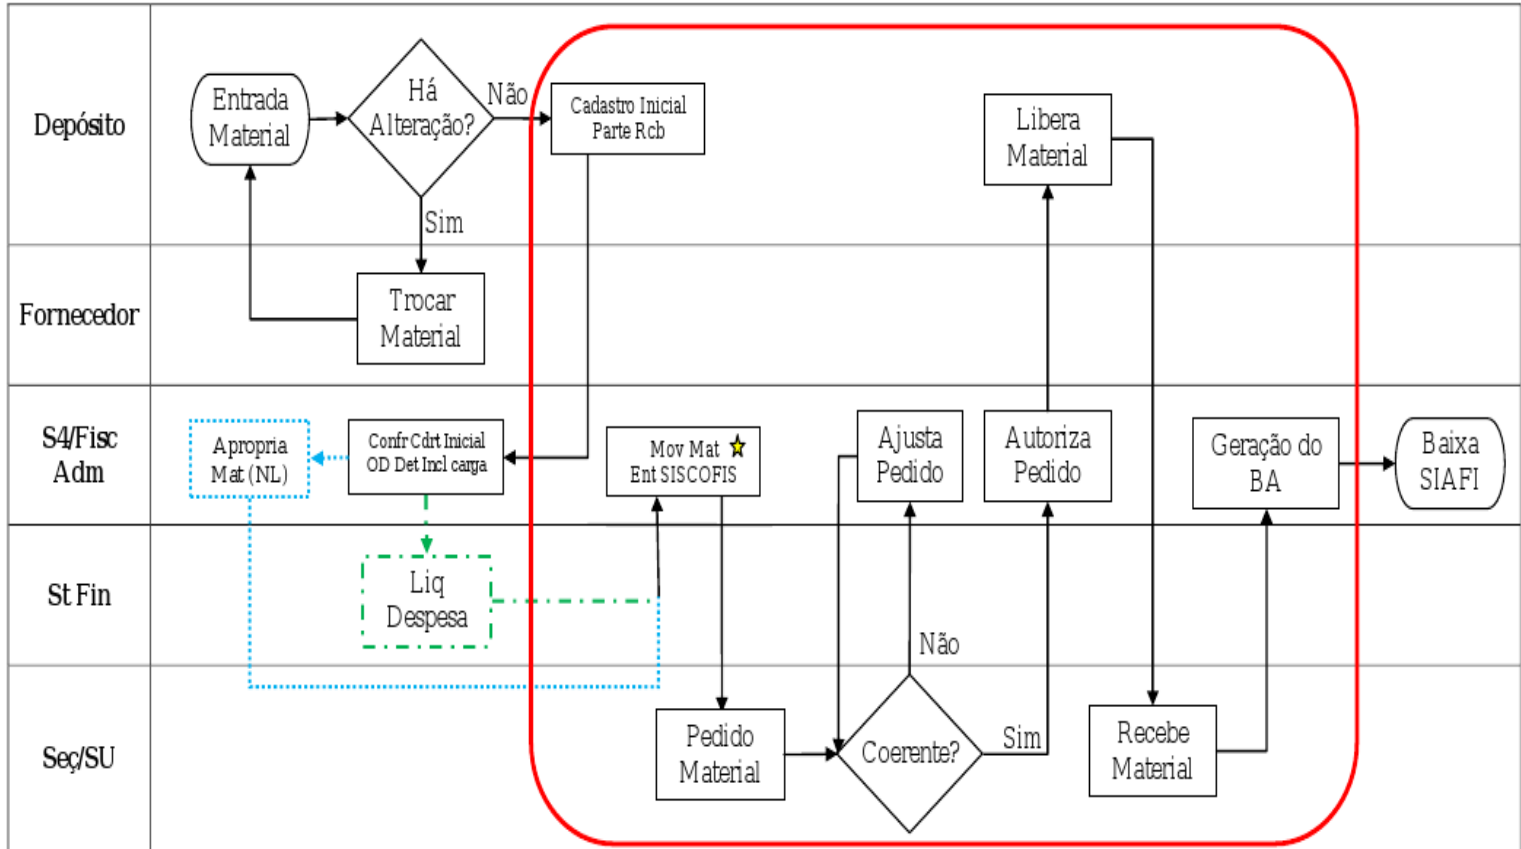 Depósito
Entrada
Material
Há
Alteração?
Não
Sim
Cadastro Inicial
Parte Rcb
Libera
Material
Fornecedor
Trocar
Material
S4/Fisc
Adm
Apropria
Mat (NL)
Confr Cdrt Inicial
OD Det Incl carga
Mov Mat
Ent SISCOFIS
Ajusta
Pedido
Autoriza
Pedido
Geração do
BA
Baixa
SIAFI
St Fin
Liq
Despesa
Não
Seç/SU
Pedido
Material
Coerente?
Sim
Recebe
Material